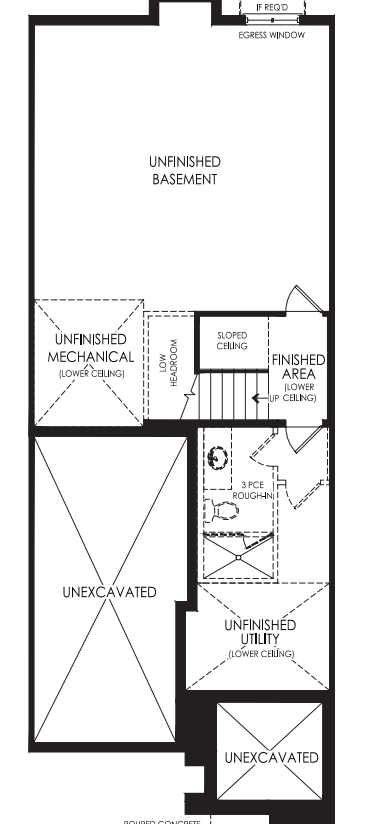 IF REQ'D
EGRESS WINDOW
UNFINISHED
BASEMENT
UNFINISHED
MECHANICAL
(LOWER CEILING)
LOW
HEADROOM
SLOPED
CEILING
FINISHED
AREA
(LOWER
CEILING)
UP
3 PCE
ROUGH-IN
UNEXCAVATED
UNFINISHED
UTILITY
(LOWER CEILING)
UNEXCAVATED
POURED CONCRETE